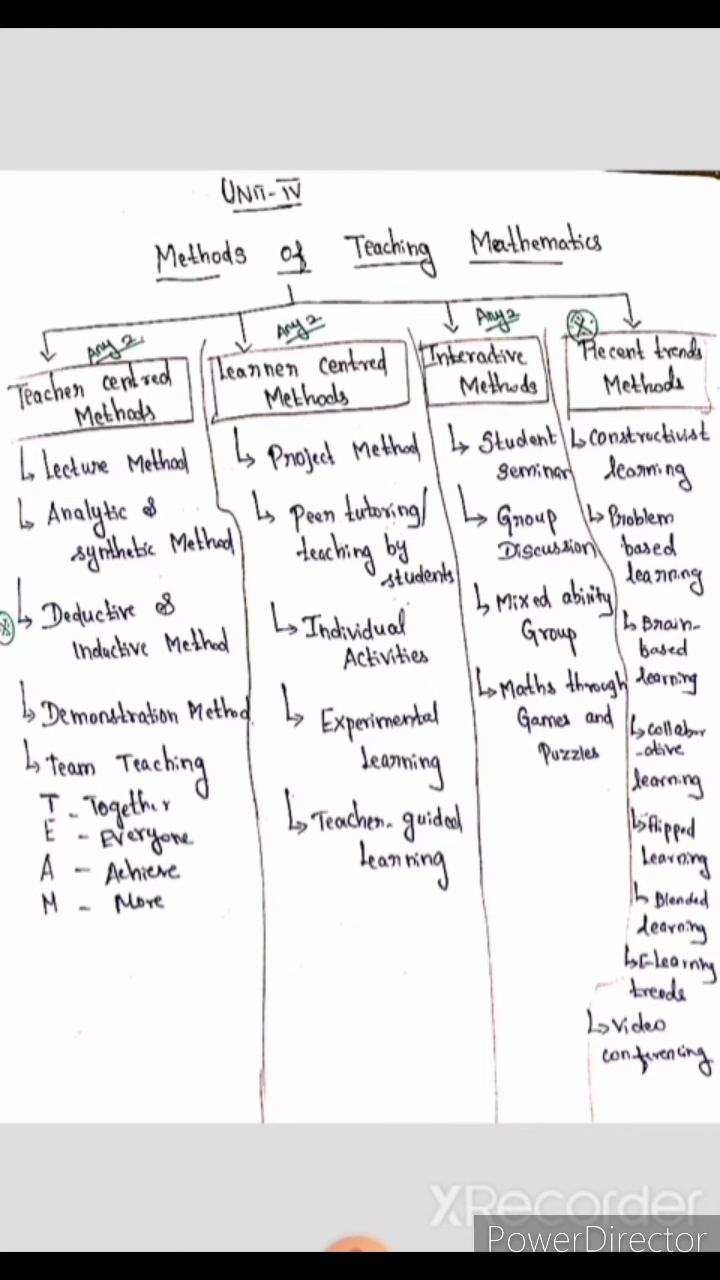 UNIT-IV
Methods of Teaching Mathematics
Any 2
Teacher centred
Methods
Lecture Method
Analytic &
synthetic Method
Deductive &
Inductive Method
Demonstration Method
Team Teaching
T - Together
E - Everyone
A - Achieve
M - More
Any 2
Learner centred
Methods
Project Method
Peer tutoring/
teaching by
students
Individual
Activities
Experimental
learning
Teacher-guided
learning
Any 2
Interactive
Methods
Student
seminar
Group
Discussion
Mixed ability
Group
Maths through
Games and
Puzzles
Recent trends
Methods
Constructivist
learning
Problem
based
learning
Brain-
based
learning
collabor
-ative
learning
Flipped
Learning
Blended
learning
E-Learning
trends
Video
conferencing
XRecorder
PowerDirector